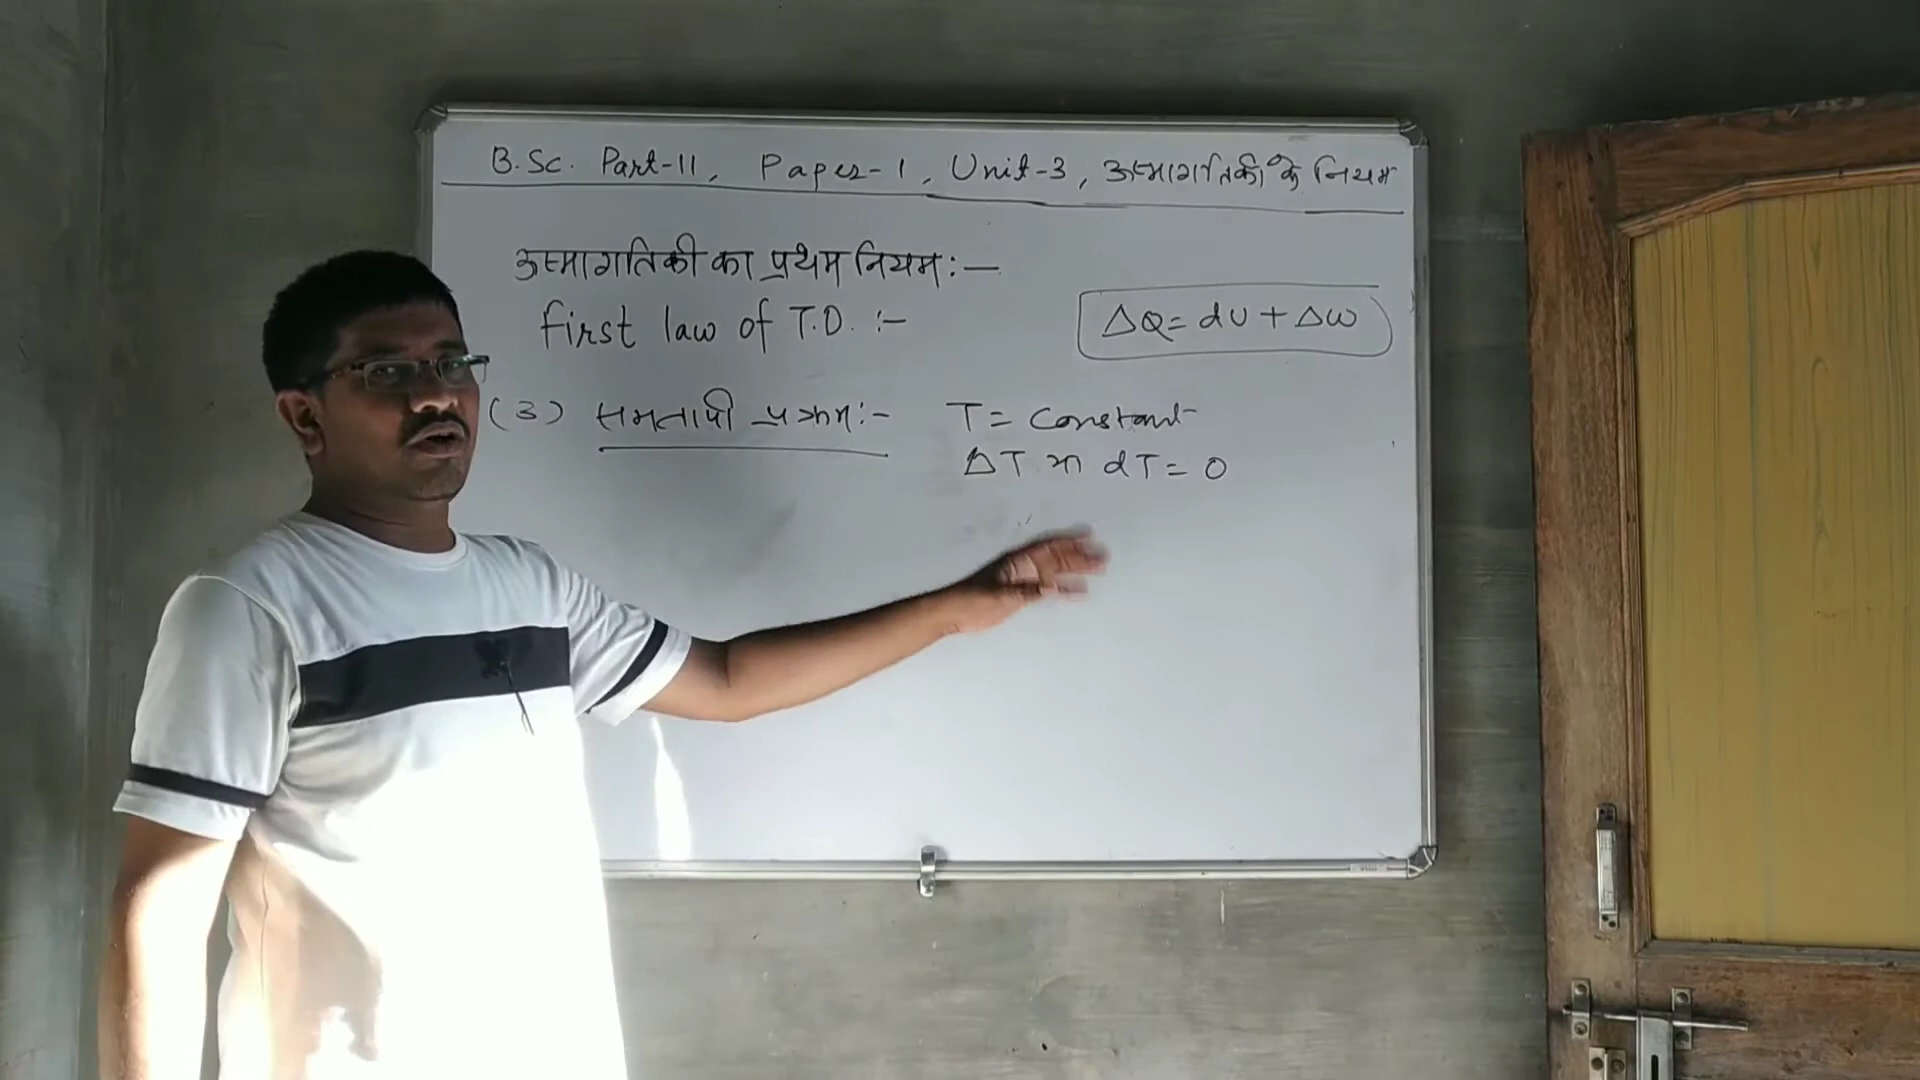 B.Sc. Part-II, Paper-1, Unit-3, ऊष्मागतिकी के नियम
ऊष्मागतिकी का प्रथम नियम :—
first law of T.D. :-
ΔQ = dU + Δw
(3) समतापी प्रक्रम :- T = Constant
ΔT या dT = 0